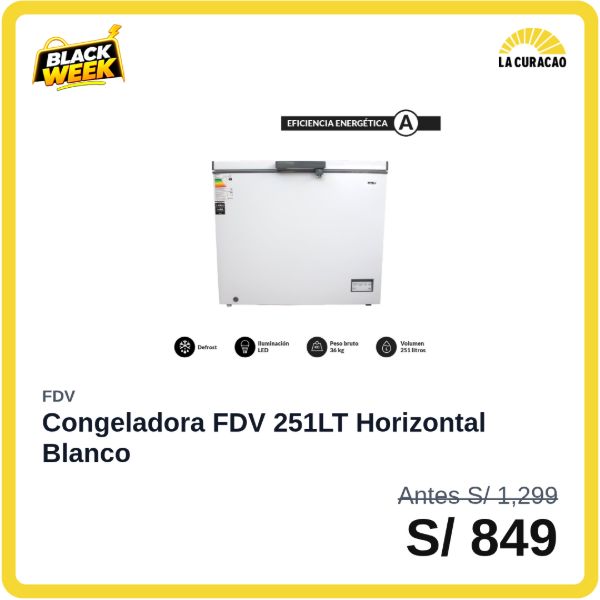 BLACK
WEEK
LA CURACAO
EFICIENCIA ENERGÉTICA A
Defrost
Iluminación
LED
Peso bruto
36 kg
Volumen
251 litros
FDV
Congeladora FDV 251LT Horizontal
Blanco
Antes S/ 1,299
S/ 849